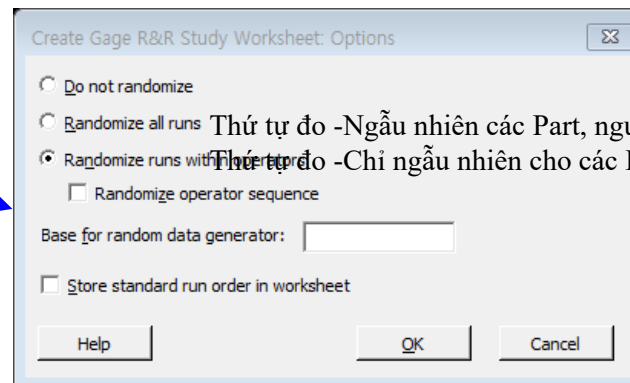 Create Gage R&R Study Worksheet: Options
Do not randomize
Randomize all runs Thứ tự đo -Ngẫu nhiên các Part,
Randomize runs within operators Thứ tự đo -Chỉ ngẫu nhiên cho các
Randomize operator sequence
Base for random data generator:
Store standard run order in worksheet
Help OK Cancel